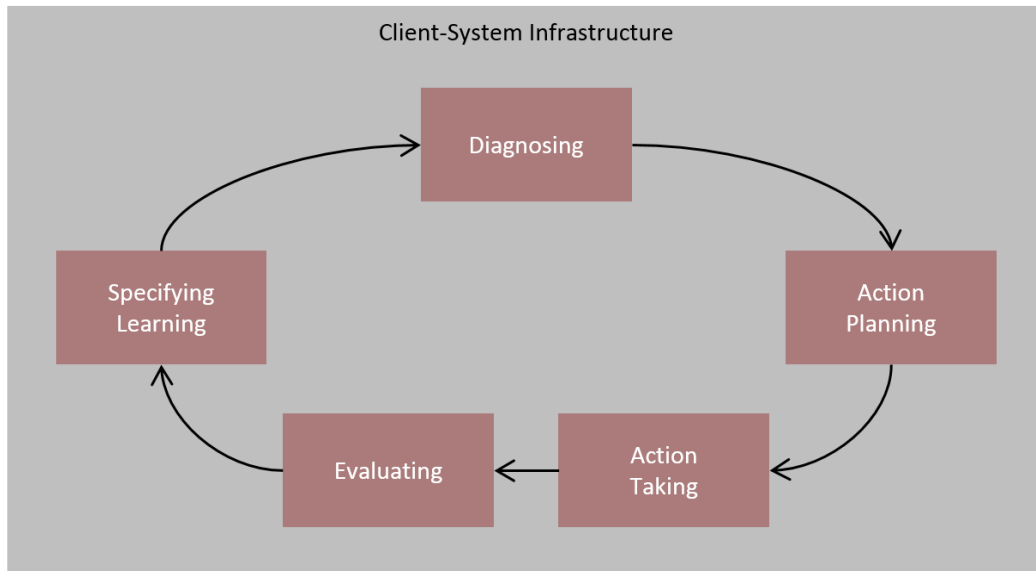 Client-System Infrastructure
Diagnosing
Action
Planning
Action
Taking
Evaluating
Specifying
Learning